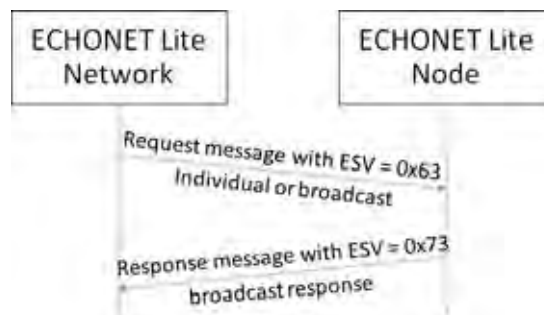 ECHONET Lite
Network
ECHONET Lite
Node
Request message with ESV = 0x63
Individual or broadcast
Response message with ESV = 0x73
broadcast response